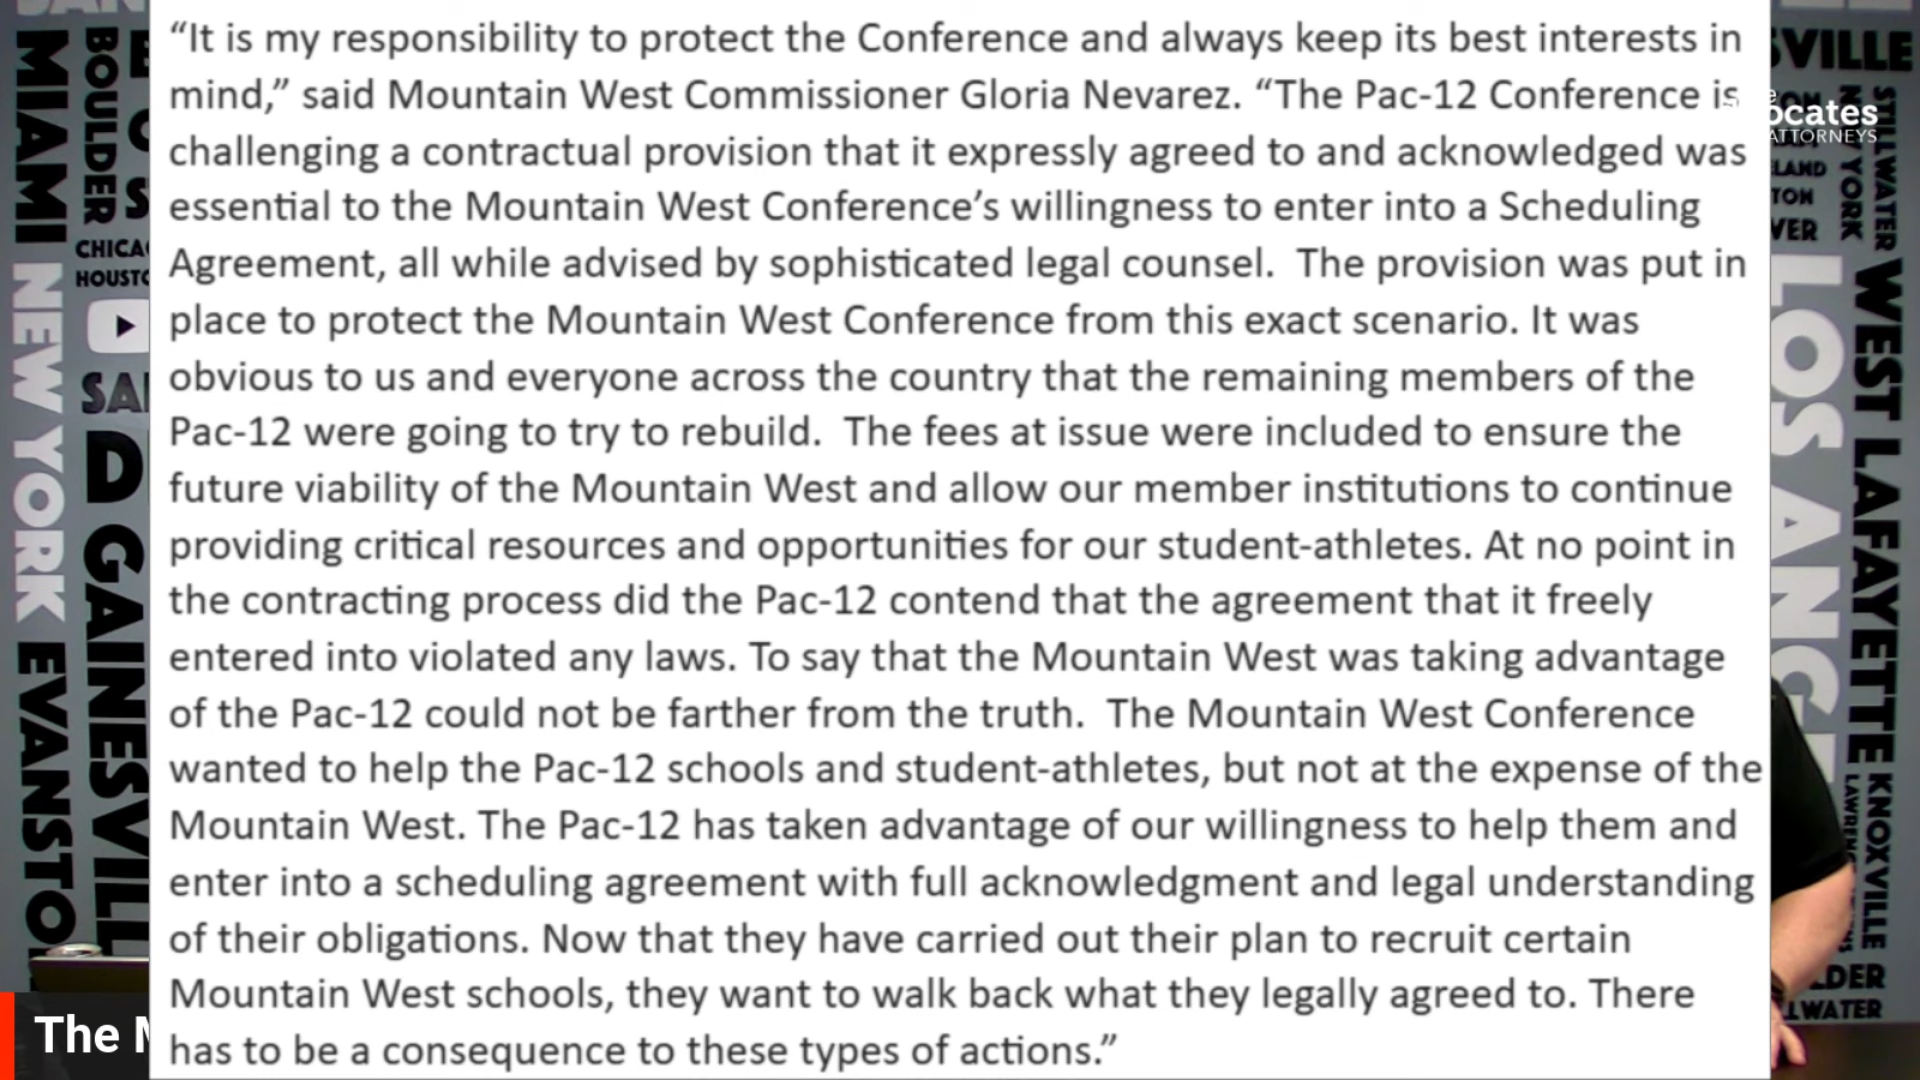 “It is my responsibility to protect the Conference and always keep its best interests in
mind,” said Mountain West Commissioner Gloria Nevarez. “The Pac-12 Conference is
challenging a contractual provision that it expressly agreed to and acknowledged was
essential to the Mountain West Conference’s willingness to enter into a Scheduling
Agreement, all while advised by sophisticated legal counsel.  The provision was put in
place to protect the Mountain West Conference from this exact scenario. It was
obvious to us and everyone across the country that the remaining members of the
Pac-12 were going to try to rebuild.  The fees at issue were included to ensure the
future viability of the Mountain West and allow our member institutions to continue
providing critical resources and opportunities for our student-athletes. At no point in
the contracting process did the Pac-12 contend that the agreement that it freely
entered into violated any laws. To say that the Mountain West was taking advantage
of the Pac-12 could not be farther from the truth.  The Mountain West Conference
wanted to help the Pac-12 schools and student-athletes, but not at the expense of the
Mountain West. The Pac-12 has taken advantage of our willingness to help them and
enter into a scheduling agreement with full acknowledgment and legal understanding
of their obligations. Now that they have carried out their plan to recruit certain
Mountain West schools, they want to walk back what they legally agreed to. There
has to be a consequence to these types of actions.”
MIAMI
NEW YORK
EVANSTO
BOULDER
CHICA
HOUSTO
SA
D
GAINESVILL
The M
SVILLE
ocates
ATTORNEYS
LAND
TON
VER
NEW YORK
STILLWATER
LOS ANG
WEST LAFAYETTE
KNOXVILLE
LDER
LWATER